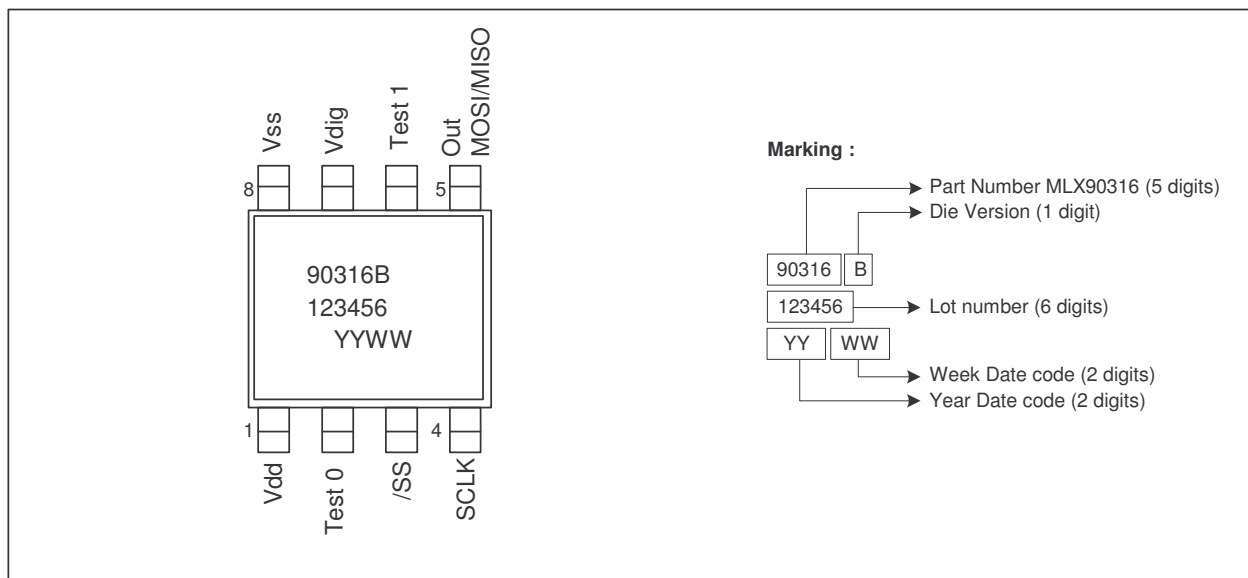 Vss
Vdig
Test 1
Out
MOSI/MISO
8
5
90316B
123456
YYWW
1
4
Vdd
Test 0
/SS
SCLK
Marking :
Part Number MLX90316 (5 digits)
Die Version (1 digit)
90316 B
123456
Lot number (6 digits)
YY WW
Week Date code (2 digits)
Year Date code (2 digits)